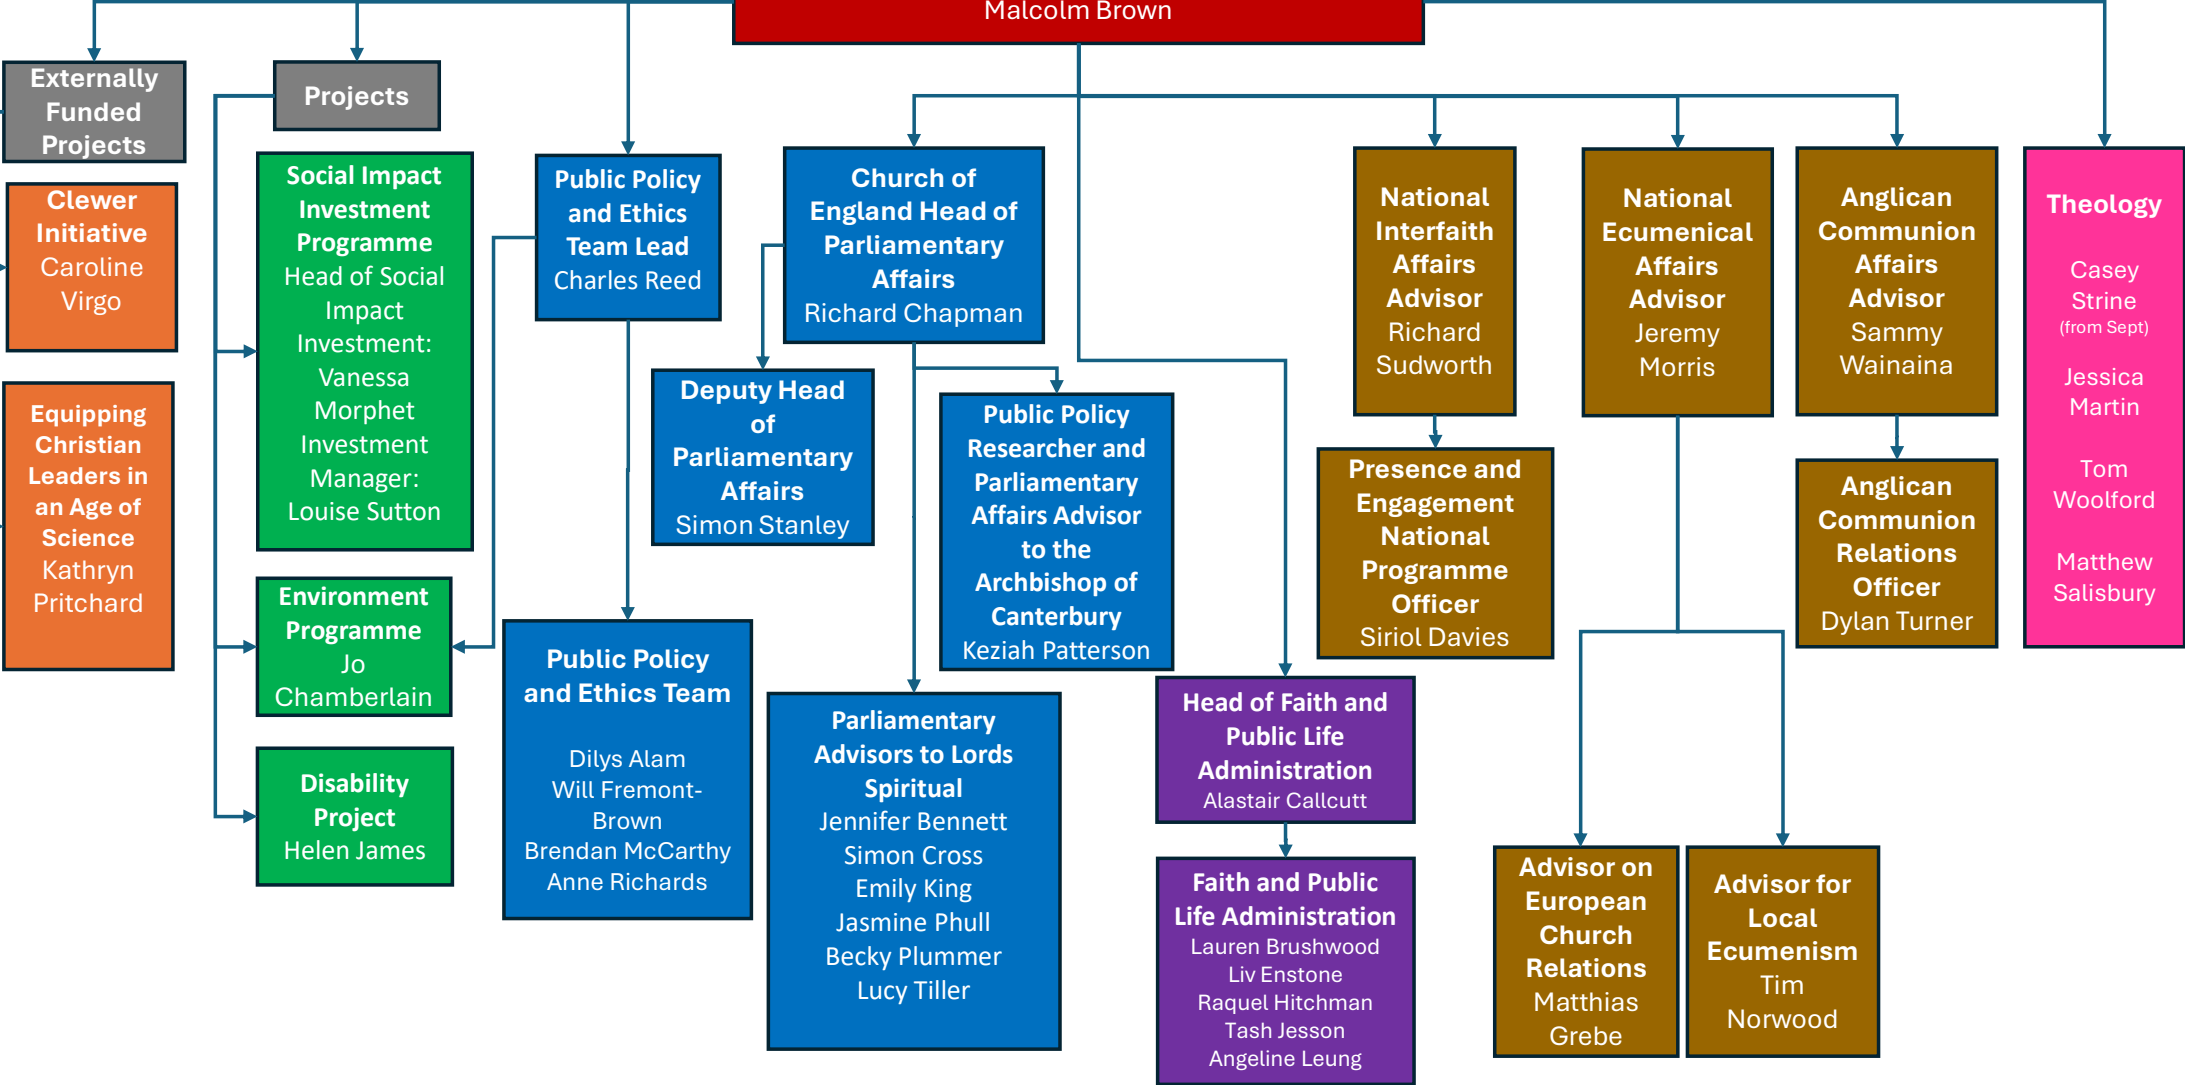 Malcolm Brown
Externally
Funded
Projects
Projects
Clewer
Initiative
Caroline
Virgo
Equipping
Christian
Leaders in
an Age of
Science
Kathryn
Pritchard
Social Impact
Investment
Programme
Head of Social
Impact
Investment:
Vanessa
Morphet
Investment
Manager:
Louise Sutton
Environment
Programme
Jo
Chamberlain
Disability
Project
Helen James
Public Policy
and Ethics
Team Lead
Charles Reed
Public Policy
and Ethics Team
Dilys Alam
Will Fremont-
Brown
Brendan McCarthy
Anne Richards
Church of
England Head of
Parliamentary
Affairs
Richard Chapman
Deputy Head
of
Parliamentary
Affairs
Simon Stanley
Public Policy
Researcher and
Parliamentary
Affairs Advisor
to the
Archbishop of
Canterbury
Keziah Patterson
Parliamentary
Advisors to Lords
Spiritual
Jennifer Bennett
Simon Cross
Emily King
Jasmine Phull
Becky Plummer
Lucy Tiller
Head of Faith and
Public Life
Administration
Alastair Callcutt
Faith and Public
Life Administration
Lauren Brushwood
Liv Enstone
Raquel Hitchman
Tash Jesson
Angeline Leung
National
Interfaith
Affairs
Advisor
Richard
Sudworth
Presence and
Engagement
National
Programme
Officer
Siriol Davies
National
Ecumenical
Affairs
Advisor
Jeremy
Morris
Advisor on
European
Church
Relations
Matthias
Grebe
Advisor for
Local
Ecumenism
Tim
Norwood
Anglican
Communion
Affairs
Advisor
Sammy
Wainaina
Anglican
Communion
Relations
Officer
Dylan Turner
Theology
Casey
Strine
(from Sept)
Jessica
Martin
Tom
Woolford
Matthew
Salisbury